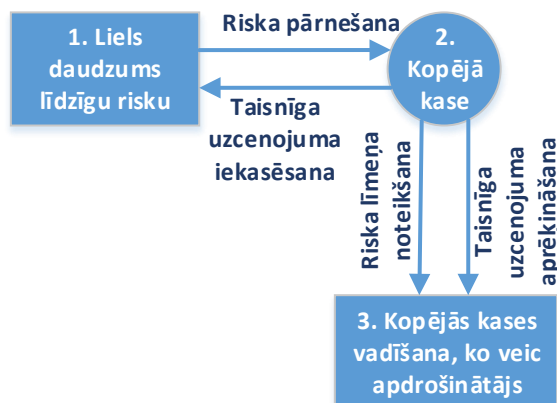 1. Liels
daudzums
līdzīgu risku
Riska pārnešana
2.
Kopējā
kase
Taisnīga
uzcenojuma
iekasēsana
Riska līmeņa
noteikšana
Taisnīga
uzcenojuma
aprēķināšana
3. Kopējās kases
vadīšana, ko veic
apdrošinātājs